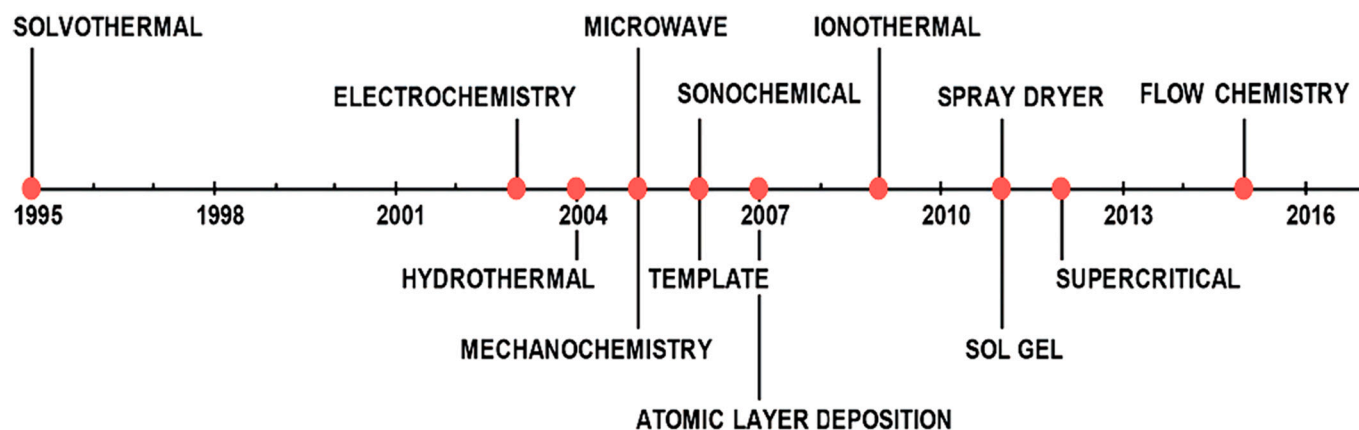 SOLVOTHERMAL
MICROWAVE
IONOTHERMAL
ELECTROCHEMISTRY
SONOCHEMICAL
SPRAY DRYER
FLOW CHEMISTRY
1995
1998
2001
2004
2007
2010
2013
2016
HYDROTHERMAL
TEMPLATE
SUPERCRITICAL
MECHANOCHEMISTRY
SOL GEL
ATOMIC LAYER DEPOSITION